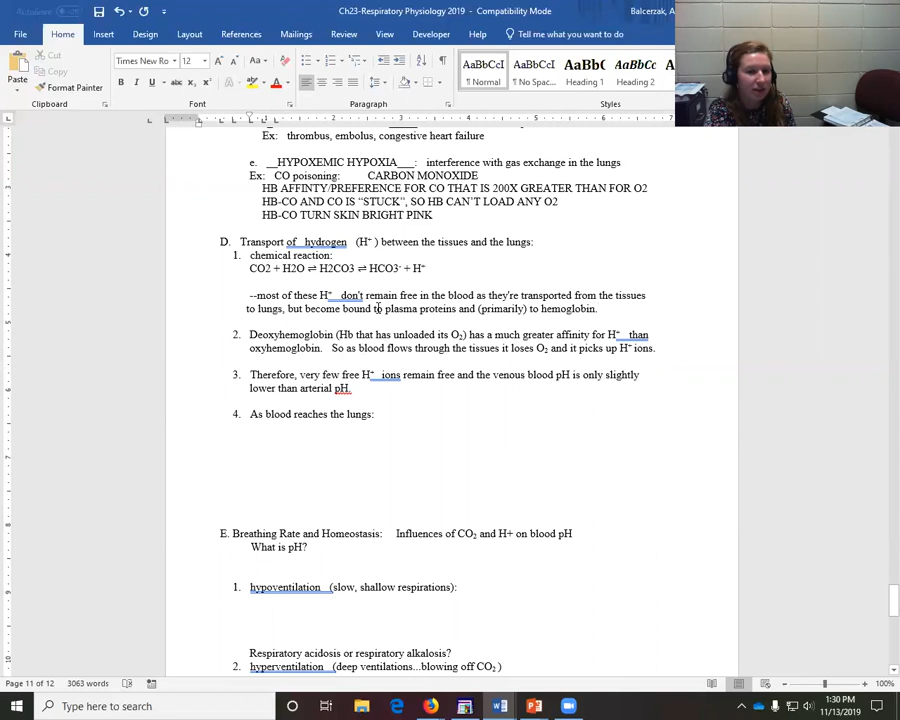 AutoSave
Ch23-Respiratory Physiology 2019 - Compatibility Mode
Balcerzak, A
File Home Insert Design Layout References Mailings Review View Developer Help Tell me what you want to do
Cut
Copy
Format Painter
Paste
Times New Ro 12
Clipboard Font Paragraph Styles
AaBbCcI AaBbCcI AaBbC AaBbCcI
¶ Normal ¶ No Spac... Heading 1 Heading 2
Ex: thrombus, embolus, congestive heart failure
e. __HYPOXEMIC HYPOXIA___: interference with gas exchange in the lungs
Ex: CO poisoning: CARBON MONOXIDE
HB AFFINTY/PREFERENCE FOR CO THAT IS 200X GREATER THAN FOR O2
HB-CO AND CO IS “STUCK”, SO HB CAN’T LOAD ANY O2
HB-CO TURN SKIN BRIGHT PINK
D. Transport of hydrogen (H⁺ ) between the tissues and the lungs:
1. chemical reaction:
CO2 + H2O ⇌ H2CO3 ⇌ HCO3⁻ + H⁺
--most of these H⁺ don't remain free in the blood as they're transported from the tissues
to lungs, but become bound to plasma proteins and (primarily) to hemoglobin.
2. Deoxyhemoglobin (Hb that has unloaded its O₂) has a much greater affinity for H⁺ than
oxyhemoglobin. So as blood flows through the tissues it loses O₂ and it picks up H⁺ ions.
3. Therefore, very few free H⁺ ions remain free and the venous blood pH is only slightly
lower than arterial pH.
4. As blood reaches the lungs:
E. Breathing Rate and Homeostasis: Influences of CO₂ and H+ on blood pH
What is pH?
1. hypoventilation (slow, shallow respirations):
Respiratory acidosis or respiratory alkalosis?
2. hyperventilation (deep ventilations...blowing off CO₂ )
Page 11 of 12 3063 words 100%
Type here to search
1:30 PM
11/13/2019